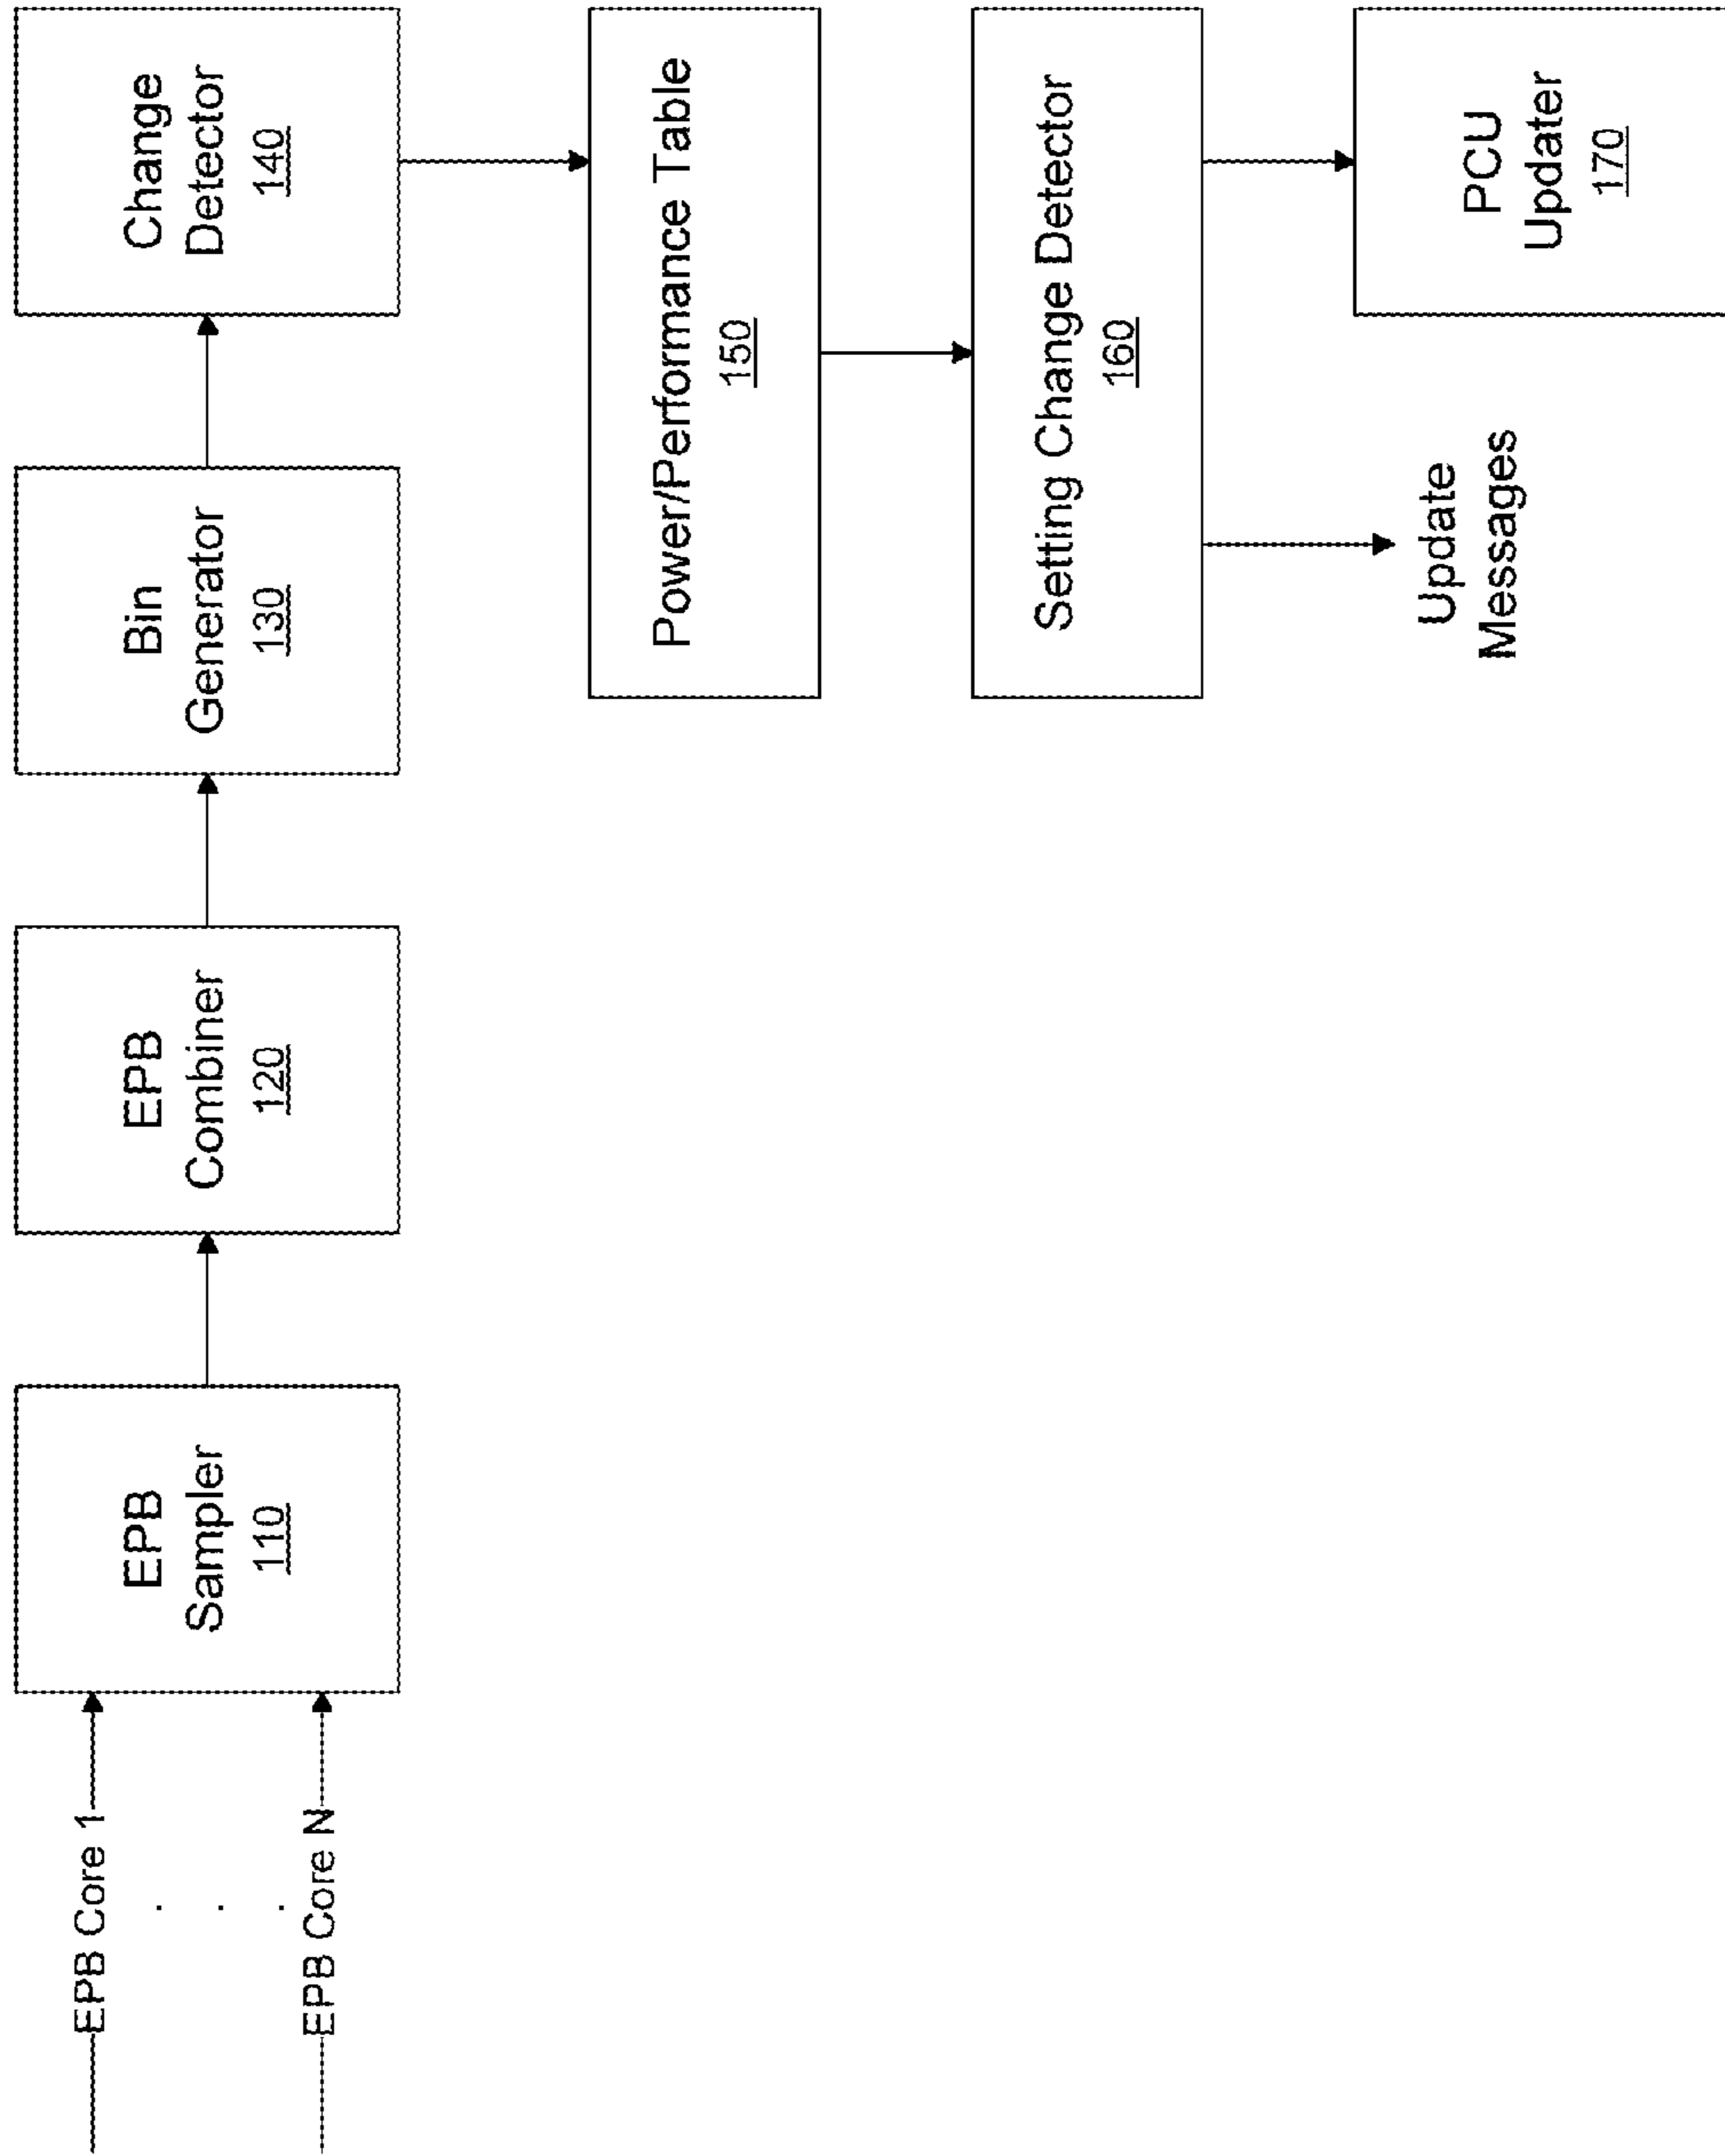 EPB Core 1
.
.
.
EPB Core N
EPB
Sampler
110
EPB
Combiner
120
Bin
Generator
130
Change
Detector
140
Power/Performance Table
150
Setting Change Detector
160
Update
Messages
PCU
Updater
170